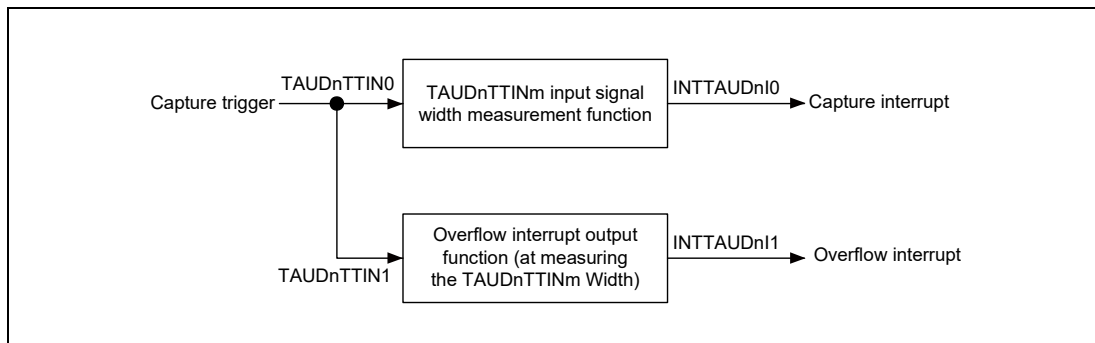 TAUDnTTIN0
Capture trigger
TAUDnTTINm input signal
width measurement function
INTTAUDnI0
Capture interrupt
TAUDnTTIN1
Overflow interrupt output
function (at measuring
the TAUDnTTINm Width)
INTTAUDnI1
Overflow interrupt